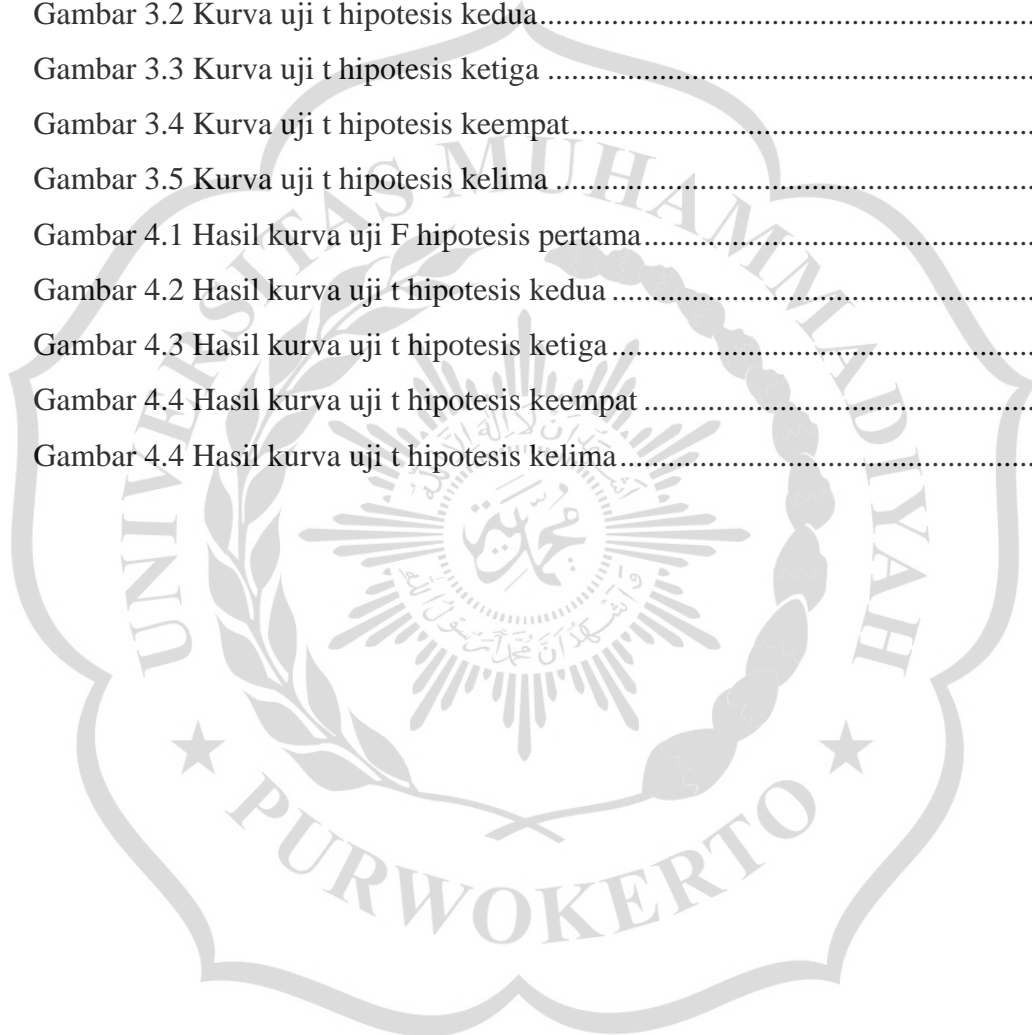 Gambar 3.2 Kurva uji t hipotesis kedua
Gambar 3.3 Kurva uji t hipotesis ketiga
Gambar 3.4 Kurva uji t hipotesis keempat
Gambar 3.5 Kurva uji t hipotesis kelima
Gambar 4.1 Hasil kurva uji F hipotesis pertama
Gambar 4.2 Hasil kurva uji t hipotesis kedua
Gambar 4.3 Hasil kurva uji t hipotesis ketiga
Gambar 4.4 Hasil kurva uji t hipotesis keempat
Gambar 4.4 Hasil kurva uji t hipotesis kelima
UNIVERSITAS MUHAMMADIYAH
PURWOKERTO